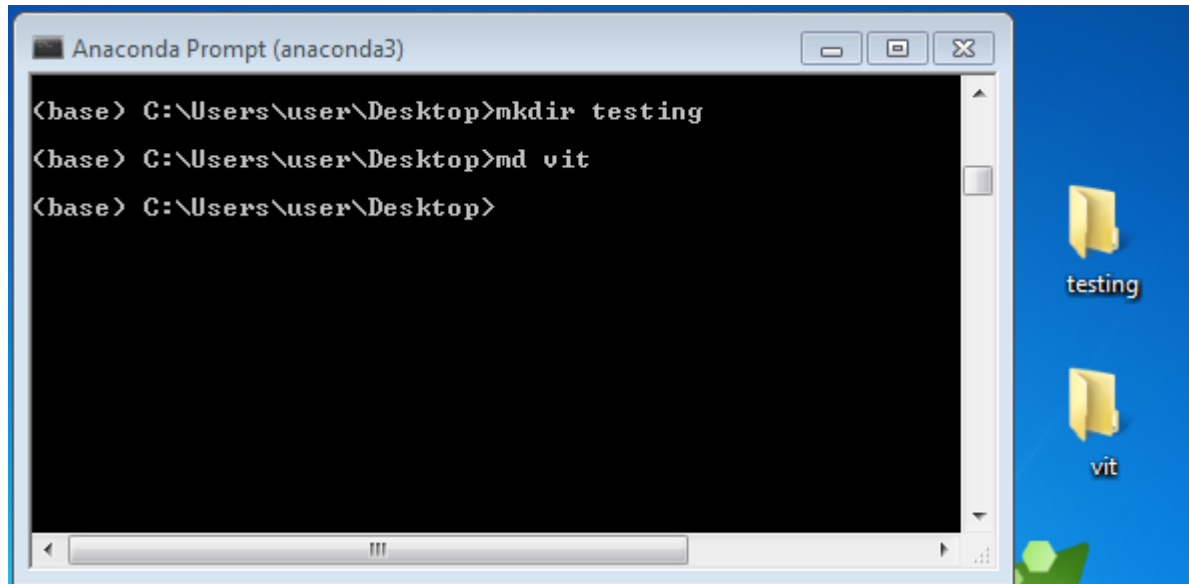 Anaconda Prompt (anaconda3)
(base) C:\Users\user\Desktop>mkdir testing
(base) C:\Users\user\Desktop>md vit
(base) C:\Users\user\Desktop>
testing
vit